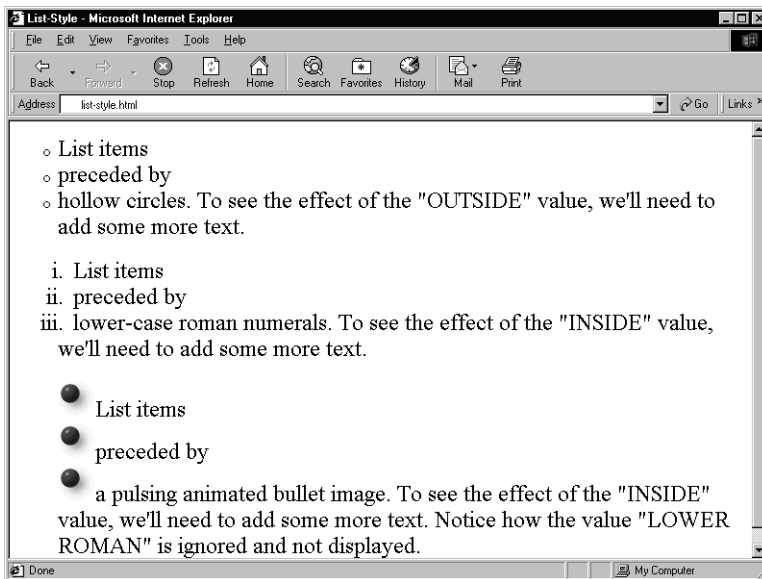 List-Style - Microsoft Internet Explorer
File Edit View Favorites Tools Help
Back Forward Stop Refresh Home Search Favorites History Mail Print
Address list-style.html Go Links »
List items
preceded by
hollow circles. To see the effect of the "OUTSIDE" value, we'll need to
add some more text.
i. List items
ii. preceded by
iii. lower-case roman numerals. To see the effect of the "INSIDE" value,
we'll need to add some more text.
List items
preceded by
a pulsing animated bullet image. To see the effect of the "INSIDE"
value, we'll need to add some more text. Notice how the value "LOWER
ROMAN" is ignored and not displayed.
Done My Computer